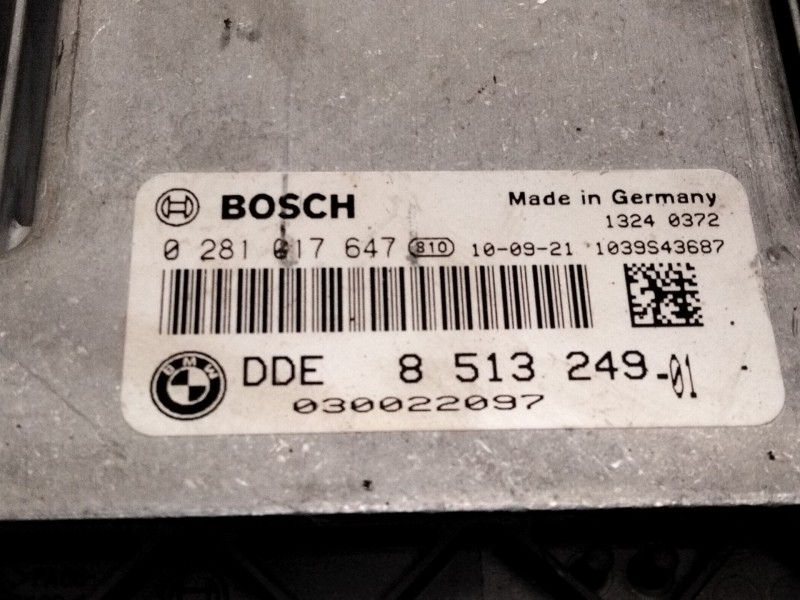 BOSCH
Made in Germany
1324 0372
0 281 017 647 810 10-09-21 1039S43687
BMW DDE 8 513 249-01
030022097